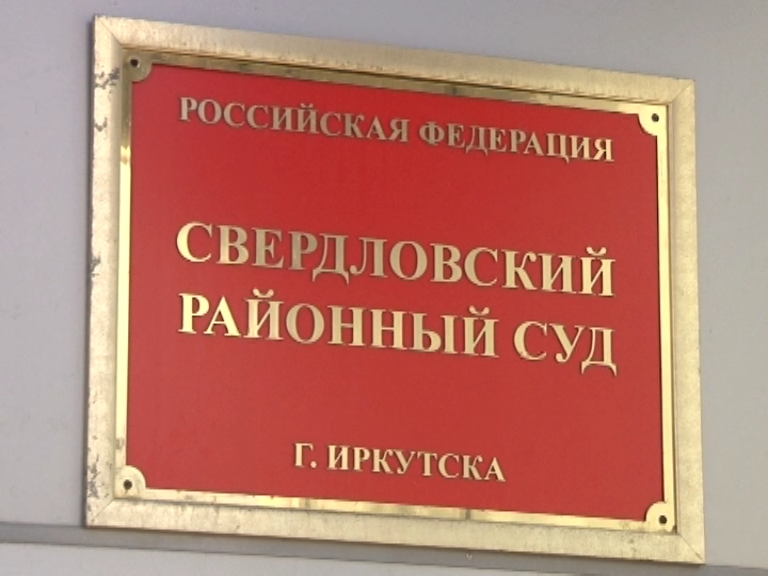 РОССИЙСКАЯ ФЕДЕРАЦИЯ
СВЕРДЛОВСКИЙ
РАЙОННЫЙ СУД
Г. ИРКУТСКА